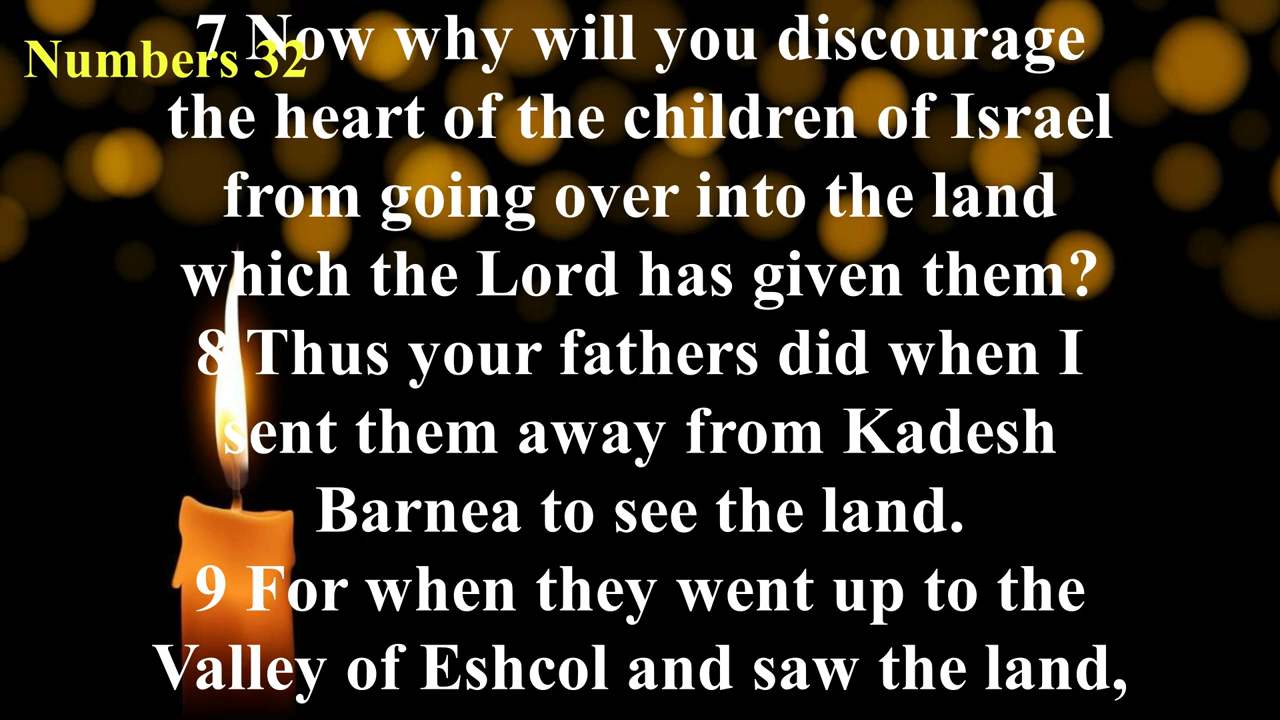 Numbers 32
7 Now why will you discourage
the heart of the children of Israel
from going over into the land
which the Lord has given them?
8 Thus your fathers did when I
sent them away from Kadesh
Barnea to see the land.
9 For when they went up to the
Valley of Eshcol and saw the land,